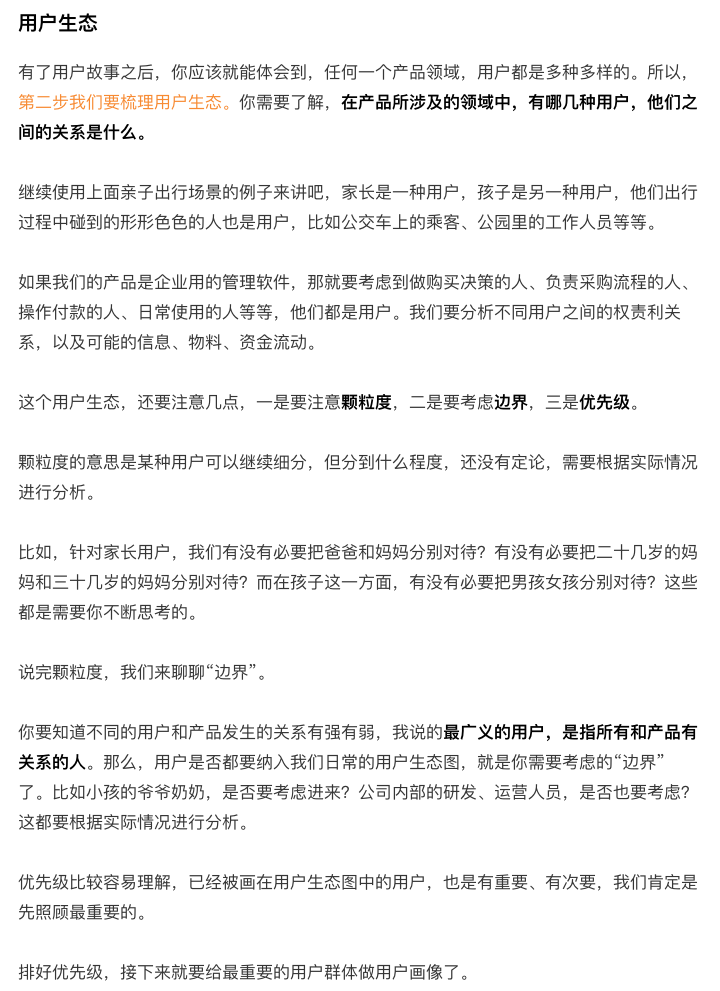 用户生态
有了用户故事之后，你应该就能体会到，任何一个产品领域，用户都是多种多样的。所以，
第二步我们要梳理用户生态。你需要了解，在产品所涉及的领域中，有哪几种用户，他们之
间的关系是什么。
继续使用上面亲子出行场景的例子来讲吧，家长是一种用户，孩子是另一种用户，他们出行
过程中碰到的形形色色的人也是用户，比如公交车上的乘客、公园里的工作人员等等。
如果我们的产品是企业用的管理软件，那就要考虑到做购买决策的人、负责采购流程的人、
操作付款的人、日常使用的人等等，他们都是用户。我们要分析不同用户之间的权责利关
系，以及可能的信息、物料、资金流动。
这个用户生态，还要注意几点，一是要注意颗粒度，二是要考虑边界，三是优先级。
颗粒度的意思是某种用户可以继续细分，但分到什么程度，还没有定论，需要根据实际情况
进行分析。
比如，针对家长用户，我们有没有必要把爸爸和妈妈分别对待？有没有必要把二十几岁的妈
妈和三十几岁的妈妈分别对待？而在孩子这一方面，有没有必要把男孩女孩分别对待？这些
都是需要你不断思考的。
说完颗粒度，我们来聊聊“边界”。
你要知道不同的用户和产品发生的关系有强有弱，我说的最广义的用户，是指所有和产品有
关系的人。那么，用户是否都要纳入我们日常的用户生态图，就是你需要考虑的“边界”
了。比如小孩的爷爷奶奶，是否要考虑进来？公司内部的研发、运营人员，是否也要考虑？
这都要根据实际情况进行分析。
优先级比较容易理解，已经被画在用户生态图中的用户，也是有重要、有次要，我们肯定是
先照顾最重要的。
排好优先级，接下来就要给最重要的用户群体做用户画像了。